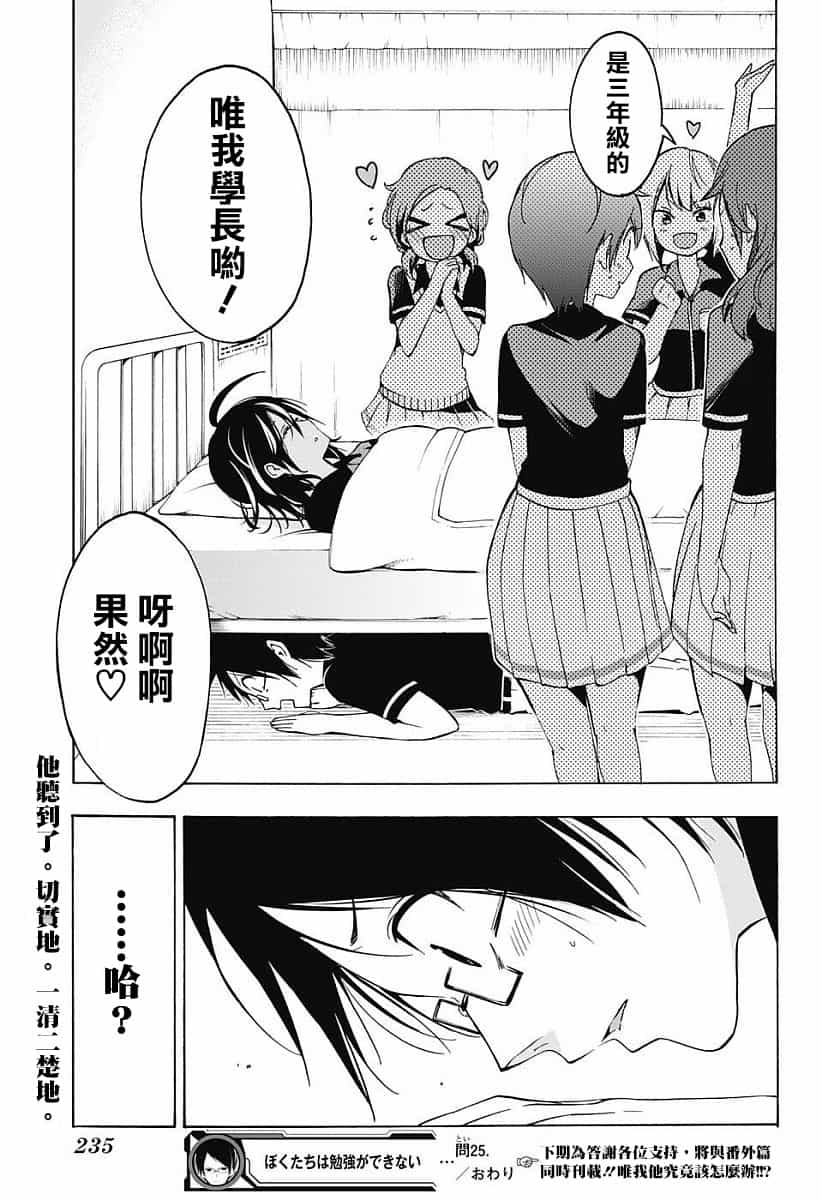 是三年級的
唯我學長喲！
呀啊啊
果然♡
……哈？
他聽到了。切實地。一清二楚地。
235
ぼくたちは勉強ができない
…
とい
問25.
／おわり
☞下期為答謝各位支持，將與番外篇
同時刊載!!唯我他究竟該怎麼辦!!?